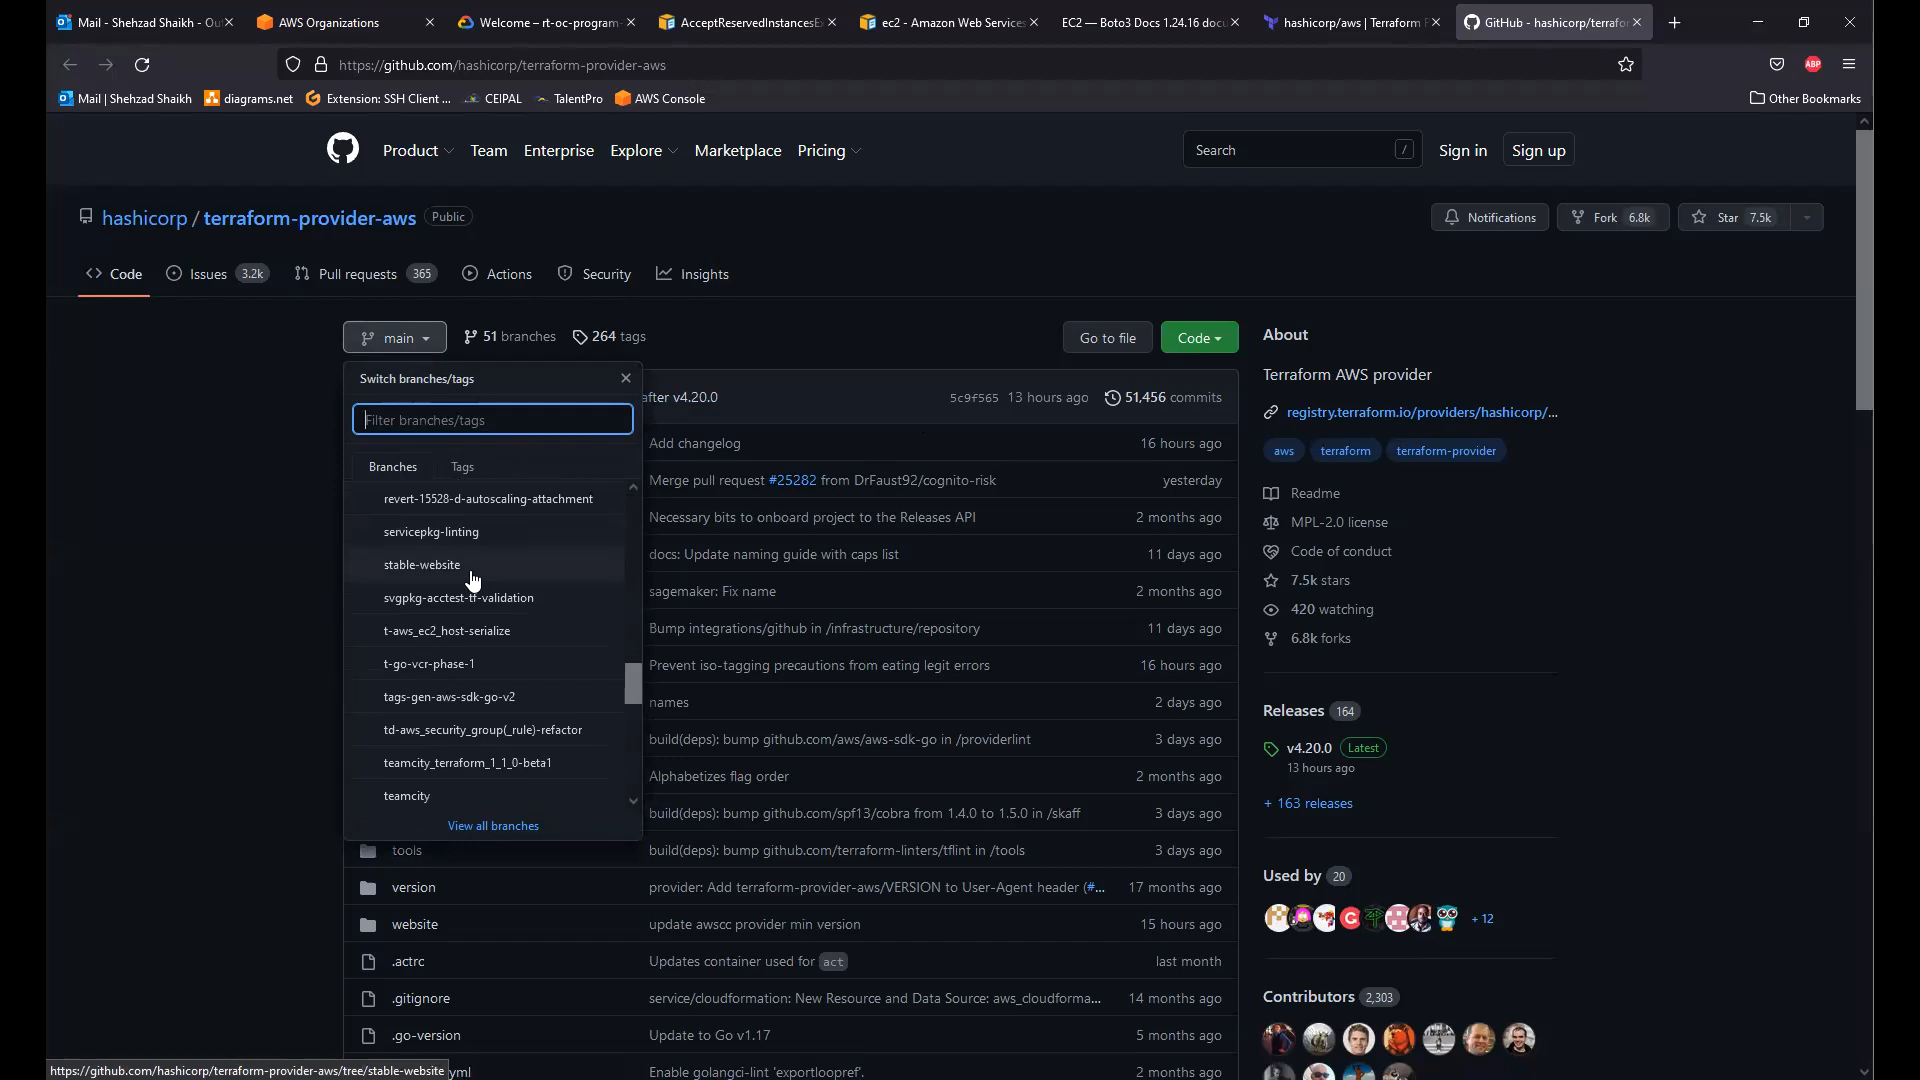 Mail - Shehzad Shaikh - Ou
AWS Organizations
Welcome – rt-oc-program-
AcceptReservedInstancesEx
ec2 - Amazon Web Services
EC2 — Boto3 Docs 1.24.16 docu
hashicorp/aws | Terraform R
GitHub - hashicorp/terrafor
https://github.com/hashicorp/terraform-provider-aws
ABP
Mail | Shehzad Shaikh
diagrams.net
Extension: SSH Client ...
CEIPAL
TalentPro
AWS Console
Other Bookmarks
Product
Team
Enterprise
Explore
Marketplace
Pricing
Search
/
Sign in
Sign up
hashicorp / terraform-provider-aws
Public
Notifications
Fork 6.8k
Star 7.5k
Code
Issues 3.2k
Pull requests 365
Actions
Security
Insights
main
51 branches
264 tags
Go to file
Code
Switch branches/tags
Filter branches/tags
Branches
Tags
revert-15528-d-autoscaling-attachment
servicepkg-linting
stable-website
svgpkg-acctest-tf-validation
t-aws_ec2_host-serialize
t-go-vcr-phase-1
tags-gen-aws-sdk-go-v2
td-aws_security_group(_rule)-refactor
teamcity_terraform_1_1_0-beta1
teamcity
View all branches
after v4.20.0
5c9f565
13 hours ago
51,456 commits
Add changelog
16 hours ago
Merge pull request #25282 from DrFaust92/cognito-risk
yesterday
Necessary bits to onboard project to the Releases API
2 months ago
docs: Update naming guide with caps list
11 days ago
sagemaker: Fix name
2 months ago
Bump integrations/github in /infrastructure/repository
11 days ago
Prevent iso-tagging precautions from eating legit errors
16 hours ago
names
2 days ago
build(deps): bump github.com/aws/aws-sdk-go in /providerlint
3 days ago
Alphabetizes flag order
2 months ago
build(deps): bump github.com/spf13/cobra from 1.4.0 to 1.5.0 in /skaff
3 days ago
tools
build(deps): bump github.com/terraform-linters/tflint in /tools
3 days ago
version
provider: Add terraform-provider-aws/VERSION to User-Agent header (#...
17 months ago
website
update awscc provider min version
15 hours ago
.actrc
Updates container used for act
last month
.gitignore
service/cloudformation: New Resource and Data Source: aws_cloudforma...
14 months ago
.go-version
Update to Go v1.17
5 months ago
yml
Enable golangci-lint 'exportloopref'.
2 months ago
About
Terraform AWS provider
registry.terraform.io/providers/hashicorp/...
aws
terraform
terraform-provider
Readme
MPL-2.0 license
Code of conduct
7.5k stars
420 watching
6.8k forks
Releases 164
v4.20.0 Latest
13 hours ago
+ 163 releases
Used by 20
+ 12
Contributors 2,303
https://github.com/hashicorp/terraform-provider-aws/tree/stable-website